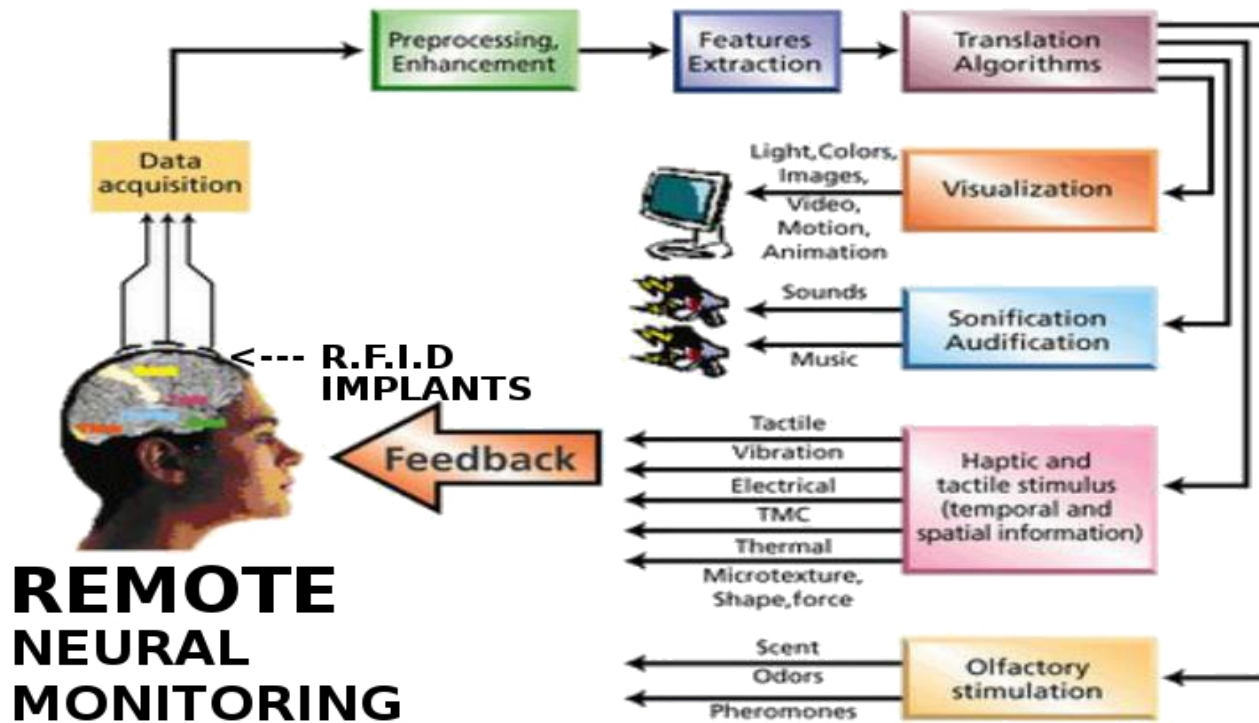 Preprocessing,
Enhancement
Features
Extraction
Translation
Algorithms
Data
acquisition
Light,Colors,
Images,
Video,
Motion,
Animation
Visualization
Sounds
Music
Sonification
Audification
<--- R.F.I.D
IMPLANTS
Feedback
Tactile
Vibration
Electrical
TMC
Thermal
Microtexture,
Shape,force
Haptic and
tactile stimulus
(temporal and
spatial information)
REMOTE
NEURAL
MONITORING
Scent
Odors
Pheromones
Olfactory
stimulation